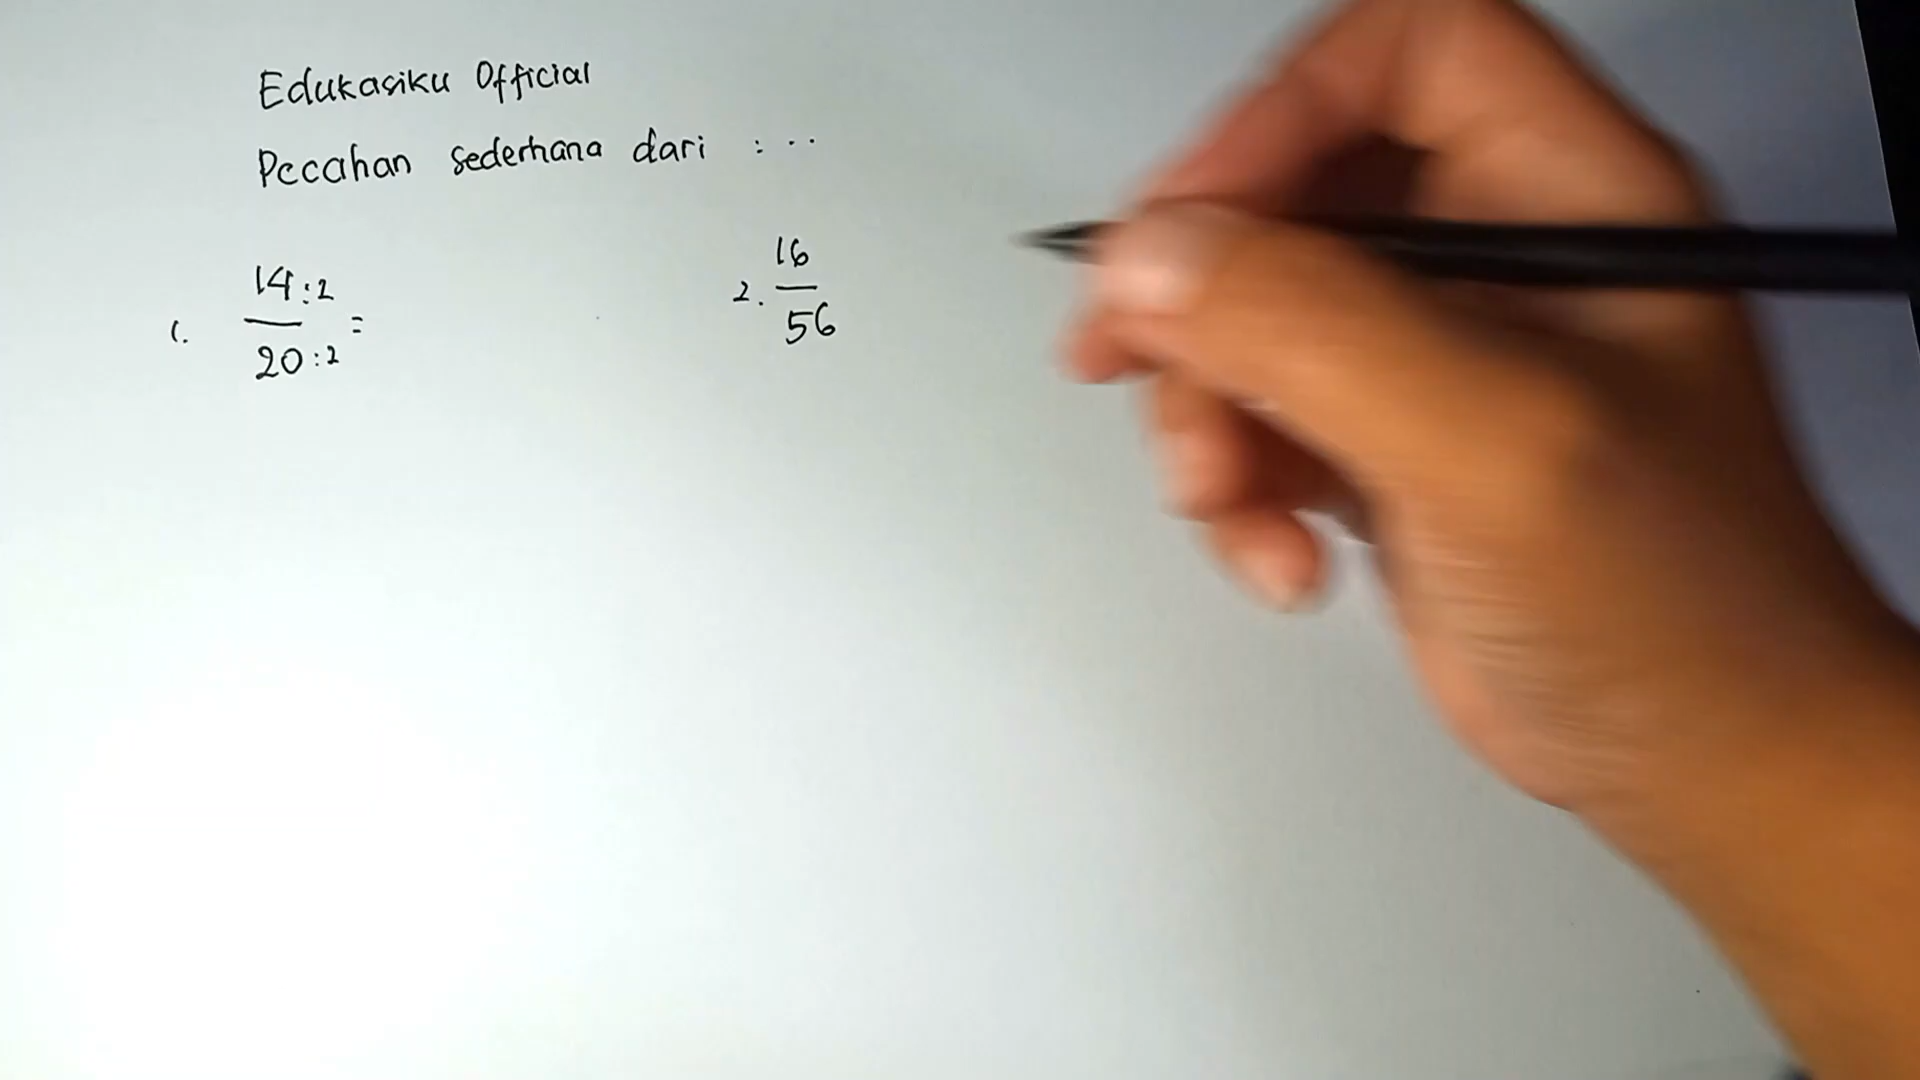 Edukasiku Official
Pecahan sederhana dari : ...
1. 14:2 / 20:2 =
2. 16 / 56